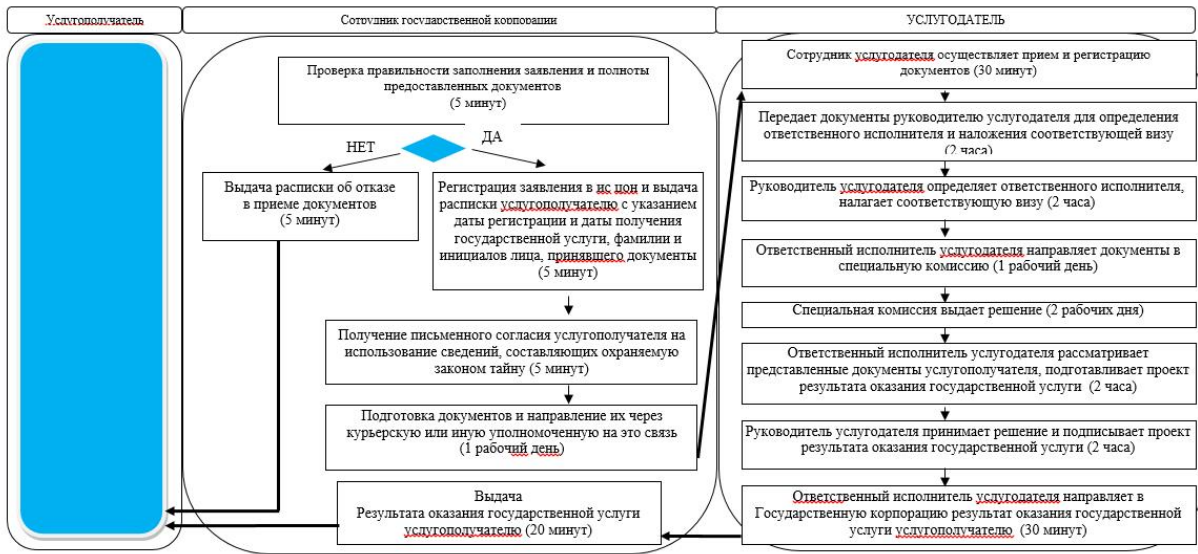 Услугополучатель
Сотрудник государственной корпорации
УСЛУГОДАТЕЛЬ
Проверка правильности заполнения заявления и полноты
предоставленных документов
(5 минут)
НЕТ
ДА
Выдача расписки об отказе
в приеме документов
(5 минут)
Регистрация заявления в ис цон и выдача
расписки услугополучателю с указанием
даты регистрации и даты получения
государственной услуги, фамилии и
инициалов лица, принявшего документы
(5 минут)
Получение письменного согласия услугополучателя на
использование сведений, составляющих охраняемую
законом тайну (5 минут)
Подготовка документов и направление их через
курьерскую или иную уполномоченную на это связь
(1 рабочий день)
Выдача
Результата оказания государственной услуги
услугополучателю (20 минут)
Сотрудник услугодателя осуществляет прием и регистрацию
документов (30 минут)
Передает документы руководителю услугодателя для определения
ответственного исполнителя и наложения соответствующей визу
(2 часа)
Руководитель услугодателя определяет ответственного исполнителя,
налагает соответствующую визу (2 часа)
Ответственный исполнитель услугодателя направляет документы в
специальную комиссию (1 рабочий день)
Специальная комиссия выдает решение (2 рабочих дня)
Ответственный исполнитель услугодателя рассматривает
представленные документы услугополучателя, подготавливает проект
результата оказания государственной услуги (2 часа)
Руководитель услугодателя принимает решение и подписывает проект
результата оказания государственной услуги (2 часа)
Ответственный исполнитель услугодателя направляет в
Государственную корпорацию результат оказания государственной
услуги услугополучателю (30 минут)